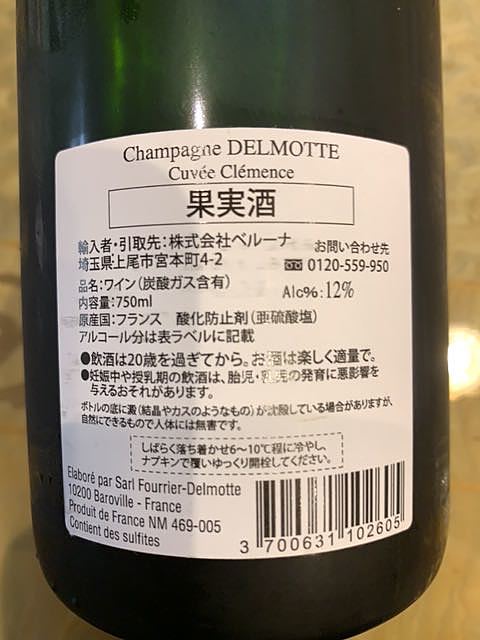 Champagne DELMOTTE
Cuvée Clémence
果実酒
輸入者・引取先：株式会社ベルーナ お問い合わせ先
埼玉県上尾市宮本町4-2 0120-559-950
品名：ワイン（炭酸ガス含有）
内容量：750ml Alc%：12%
原産国：フランス 酸化防止剤（亜硫酸塩）
アルコール分は表ラベルに記載
●飲酒は20歳を過ぎてから。お酒は楽しく適量で。
●妊娠中や授乳期の飲酒は、胎児・乳児の発育に悪影響を
与えるおそれがあります。
ボトルの底に澱（結晶やカスのようなもの）が沈殿している場合がありますが、
自然にできるもので人体には無害です。
しばらく落ち着かせ6～10℃程に冷やし、
ナプキンで覆いゆっくり開栓してください。
Elaboré par Sarl Fourrier-Delmotte
10200 Baroville - France
Produit de France NM 469-005
Contient des sulfites
3 700631 102605